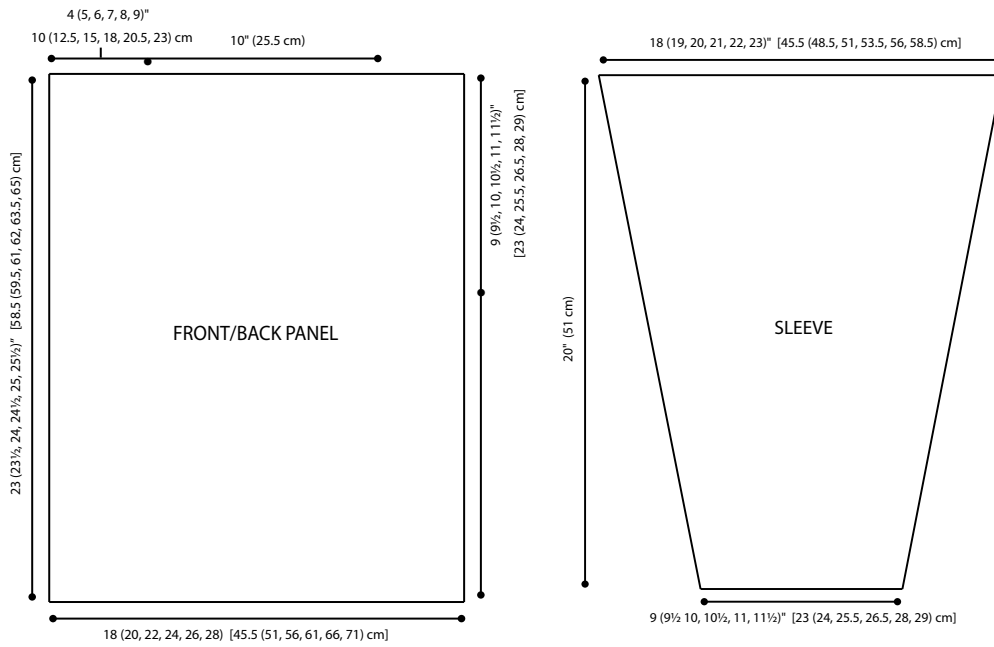 4 (5, 6, 7, 8, 9)"
10 (12.5, 15, 18, 20.5, 23) cm
10" (25.5 cm)
23 (23½, 24, 24½, 25, 25½)" [58.5 (59.5, 61, 62, 63.5, 65) cm]
FRONT/BACK PANEL
9 (9½, 10, 10½, 11, 11½)"
[23 (24, 25.5, 26.5, 28, 29) cm]
18 (20, 22, 24, 26, 28) [45.5 (51, 56, 61, 66, 71) cm]
18 (19, 20, 21, 22, 23)" [45.5 (48.5, 51, 53.5, 56, 58.5) cm]
20" (51 cm)
SLEEVE
9 (9½ 10, 10½, 11, 11½)" [23 (24, 25.5, 26.5, 28, 29) cm]